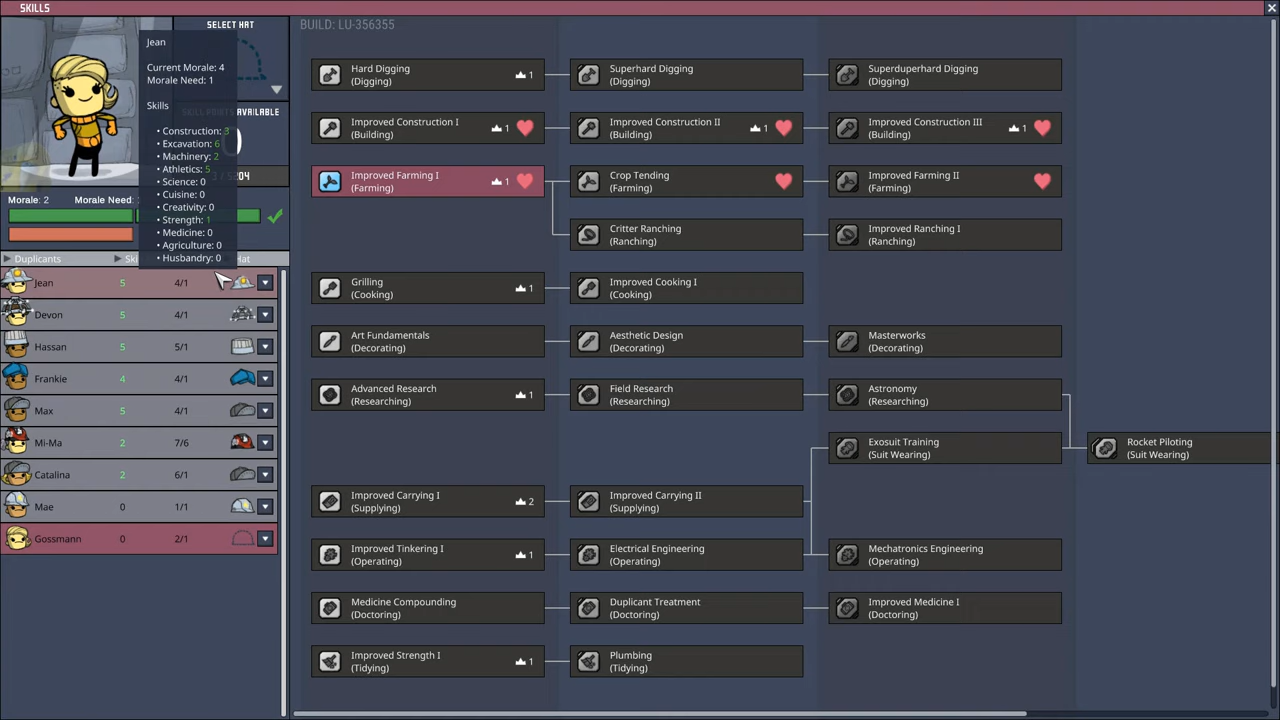 SKILLS
SELECT HAT
BUILD: LU-356355
Jean
Current Morale: 4
Morale Need: 1
Skills
• Construction: 3
• Excavation: 6
• Machinery: 2
• Athletics: 5
• Science: 0
• Cuisine: 0
• Creativity: 0
• Strength: 1
• Medicine: 0
• Agriculture: 0
• Husbandry: 0
AVAILABLE
Morale: 2
Morale Need:
Duplicants
Jean 5 4/1
Devon 5 4/1
Hassan 5 5/1
Frankie 4 4/1
Max 5 4/1
Mi-Ma 2 7/6
Catalina 2 6/1
Mae 0 1/1
Gossmann 0 2/1
Hard Digging
(Digging)
1
Superhard Digging
(Digging)
Superduperhard Digging
(Digging)
Improved Construction I
(Building)
1
Improved Construction II
(Building)
1
Improved Construction III
(Building)
1
Improved Farming I
(Farming)
1
Crop Tending
(Farming)
Improved Farming II
(Farming)
Critter Ranching
(Ranching)
Improved Ranching I
(Ranching)
Grilling
(Cooking)
1
Improved Cooking I
(Cooking)
Art Fundamentals
(Decorating)
Aesthetic Design
(Decorating)
Masterworks
(Decorating)
Advanced Research
(Researching)
1
Field Research
(Researching)
Astronomy
(Researching)
Exosuit Training
(Suit Wearing)
Rocket Piloting
(Suit Wearing)
Improved Carrying I
(Supplying)
2
Improved Carrying II
(Supplying)
Improved Tinkering I
(Operating)
1
Electrical Engineering
(Operating)
Mechatronics Engineering
(Operating)
Medicine Compounding
(Doctoring)
Duplicant Treatment
(Doctoring)
Improved Medicine I
(Doctoring)
Improved Strength I
(Tidying)
1
Plumbing
(Tidying)